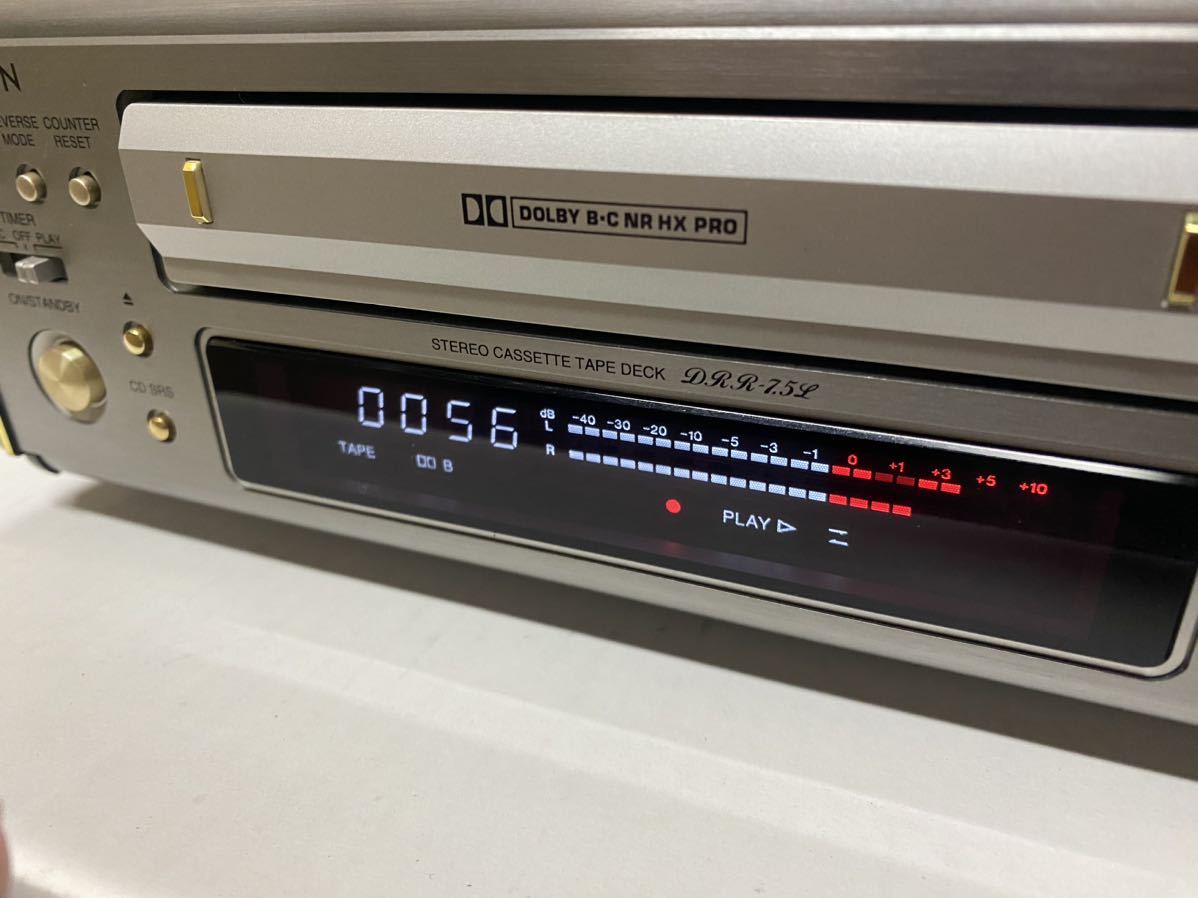 N
EVERSE COUNTER
MODE RESET
TIMER
C OFF PLAY
ON/STANDBY
CD SRS
DOLBY B·C NR HX PRO
STEREO CASSETTE TAPE DECK DRR-7.5L
0056
TAPE
B
dB
L
R
-40 -30 -20 -10 -5 -3 -1 0 +1 +3 +5 +10
PLAY